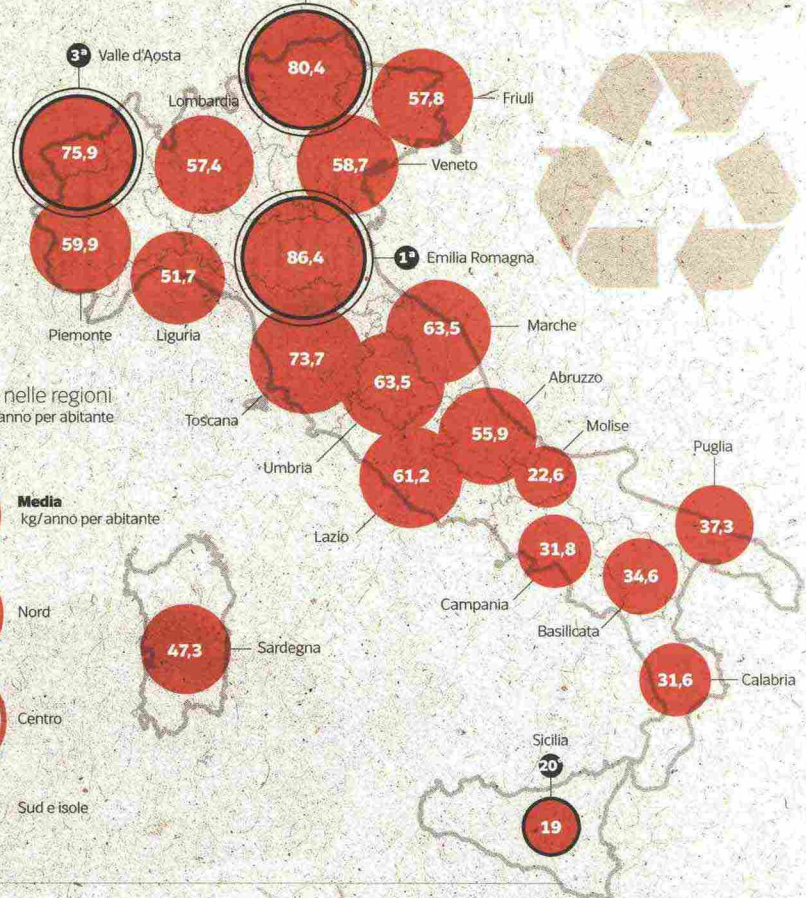 3ª Valle d'Aosta
80,4
57,8
Friuli
Lombardia
75,9
57,4
58,7
Veneto
59,9
51,7
86,4
1ª Emilia Romagna
Piemonte
Liguria
63,5
Marche
73,7
63,5
Abruzzo
nelle regioni
anno per abitante
Toscana
55,9
Molise
Umbria
61,2
22,6
Puglia
Media
kg/anno per abitante
Lazio
37,3
31,8
34,6
Nord
Campania
Basilicata
47,3
Sardegna
31,6
Calabria
Centro
Sicilia
20ª
Sud e isole
19